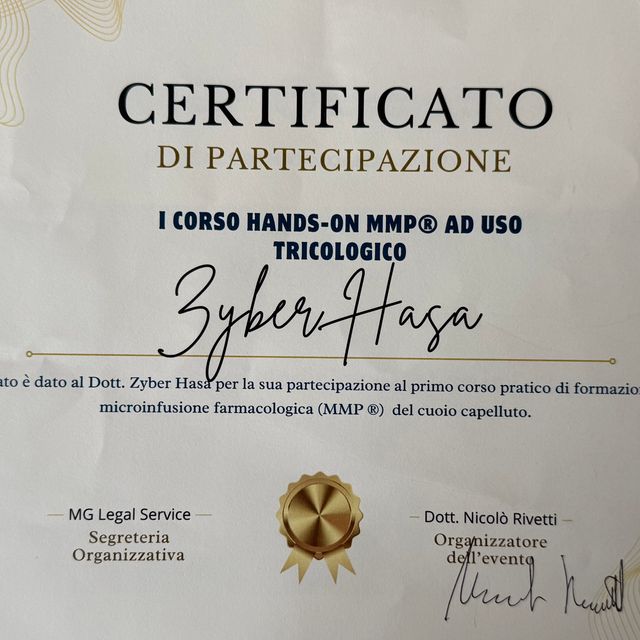 CERTIFICATO
DI PARTECIPAZIONE
I CORSO HANDS-ON MMP® AD USO
TRICOLOGICO
Zyber Hasa
ato è dato al Dott. Zyber Hasa per la sua partecipazione al primo corso pratico di formazion
microinfusione farmacologica (MMP ®) del cuoio capelluto.
MG Legal Service
Segreteria
Organizzativa
Dott. Nicolò Rivetti
Organizzatore
dell'evento